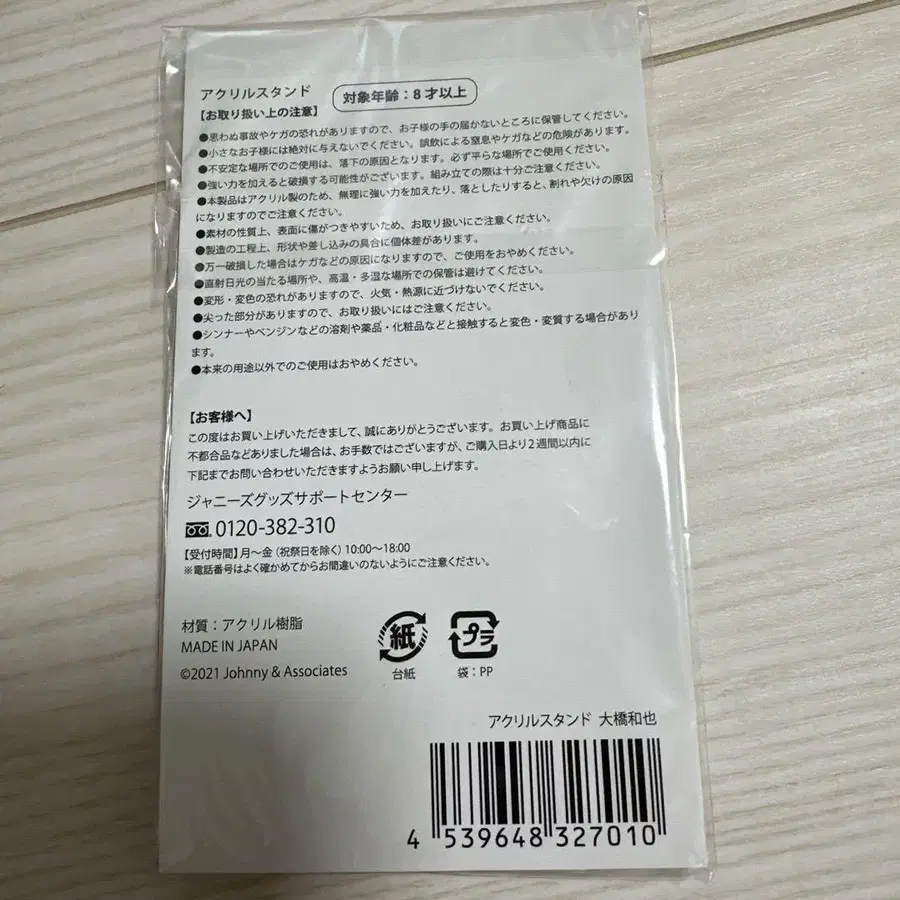 アクリルスタンド
対象年齢:8才以上
【お取り扱い上の注意】
●思わぬ事故やケガの恐れがありますので、お子様の手の届かないところに保管してください。
●小さなお子様には絶対に与えないでください。誤飲による窒息やケガなどの危険があります。
●不安定な場所でのご使用は、落下の原因となります。必ず平らな場所でご使用ください。
●強い力を加えると破損する可能性がございます。組み立ての際は十分ご注意ください。
●本製品はアクリル製のため、無理に強い力を加えたり、落としたりすると、割れや欠けの原因
になりますのでご注意ください。
●素材の性質上、表面に傷がつきやすいため、お取り扱いにご注意ください。
●製造の工程上、形状や差し込みの具合に個体差があります。
●万一破損した場合はケガなどの原因になりますので、ご使用をおやめください。
●直射日光の当たる場所や、高温・多湿な場所での保管は避けてください。
●変形・変色の恐れがありますので、火気・熱源に近づけないでください。
●尖った部分がありますので、お取り扱いにはご注意ください。
●シンナーやベンジンなどの溶剤や薬品・化粧品などと接触すると変色・変質する場合があり
ます。
●本来の用途以外でのご使用はおやめください。
【お客様へ】
この度はお買い上げいただきまして、誠にありがとうございます。お買い上げ商品に
不都合品などありました場合は、お手数ではございますが、ご購入日より2週間以内に
下記までお問い合わせいただきますようお願い申し上げます。
ジャニーズグッズサポートセンター
0120-382-310
【受付時間】月〜金(祝祭日を除く)10:00〜18:00
※電話番号はよく確かめてからお間違いのないようにご注意ください。
材質:アクリル樹脂
MADE IN JAPAN
©2021 Johnny & Associates
紙
台紙
プラ
袋:PP
アクリルスタンド 大橋和也
4 539648 327010